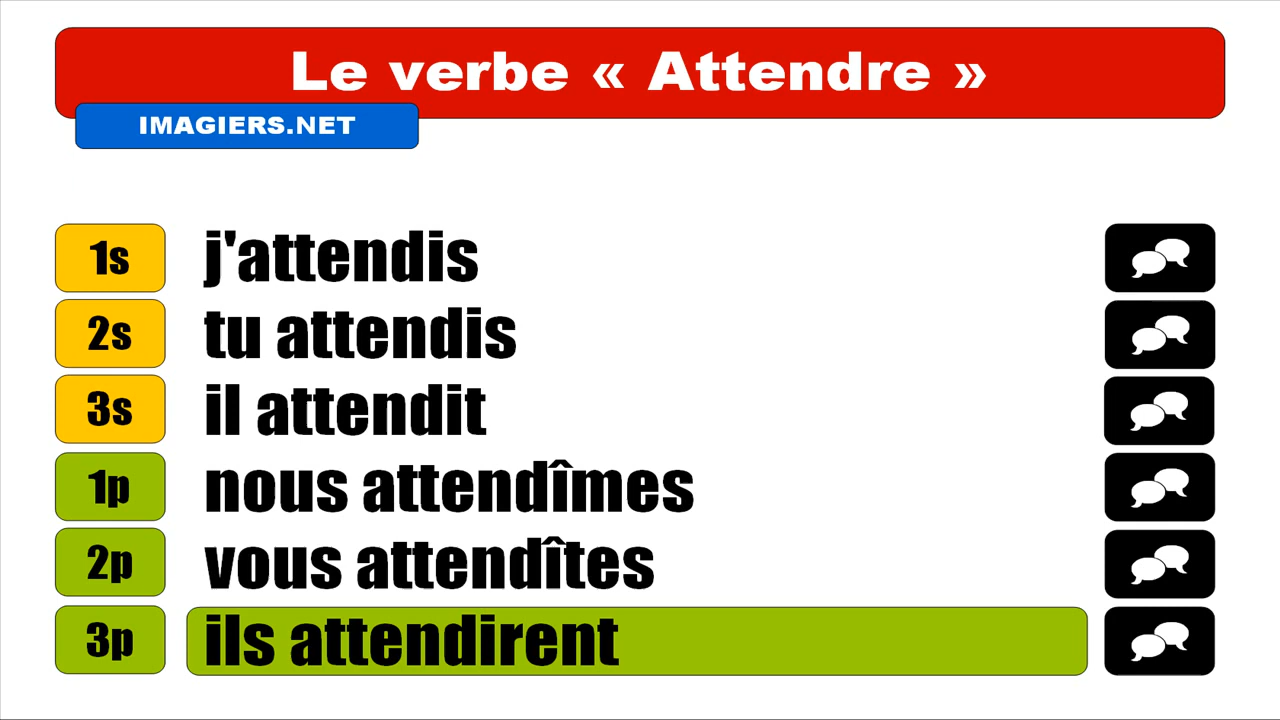 Le verbe « Attendre »
IMAGIERS.NET
1s j'attendis
2s tu attendis
3s il attendit
1p nous attendîmes
2p vous attendîtes
3p ils attendirent